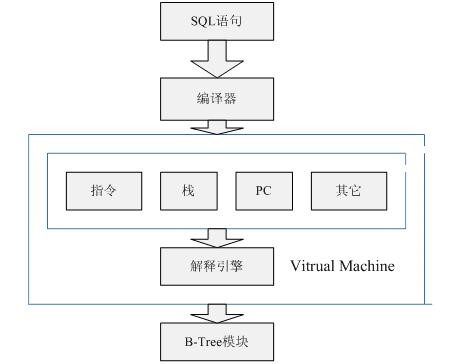 SQL语句
编译器
指令 栈 PC 其它
解释引擎 Vitrual Machine
B-Tree模块